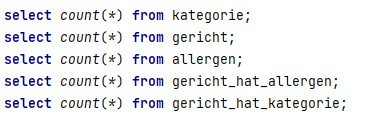 select count(*) from kategorie;
select count(*) from gericht;
select count(*) from allergen;
select count(*) from gericht_hat_allergen;
select count(*) from gericht_hat_kategorie;